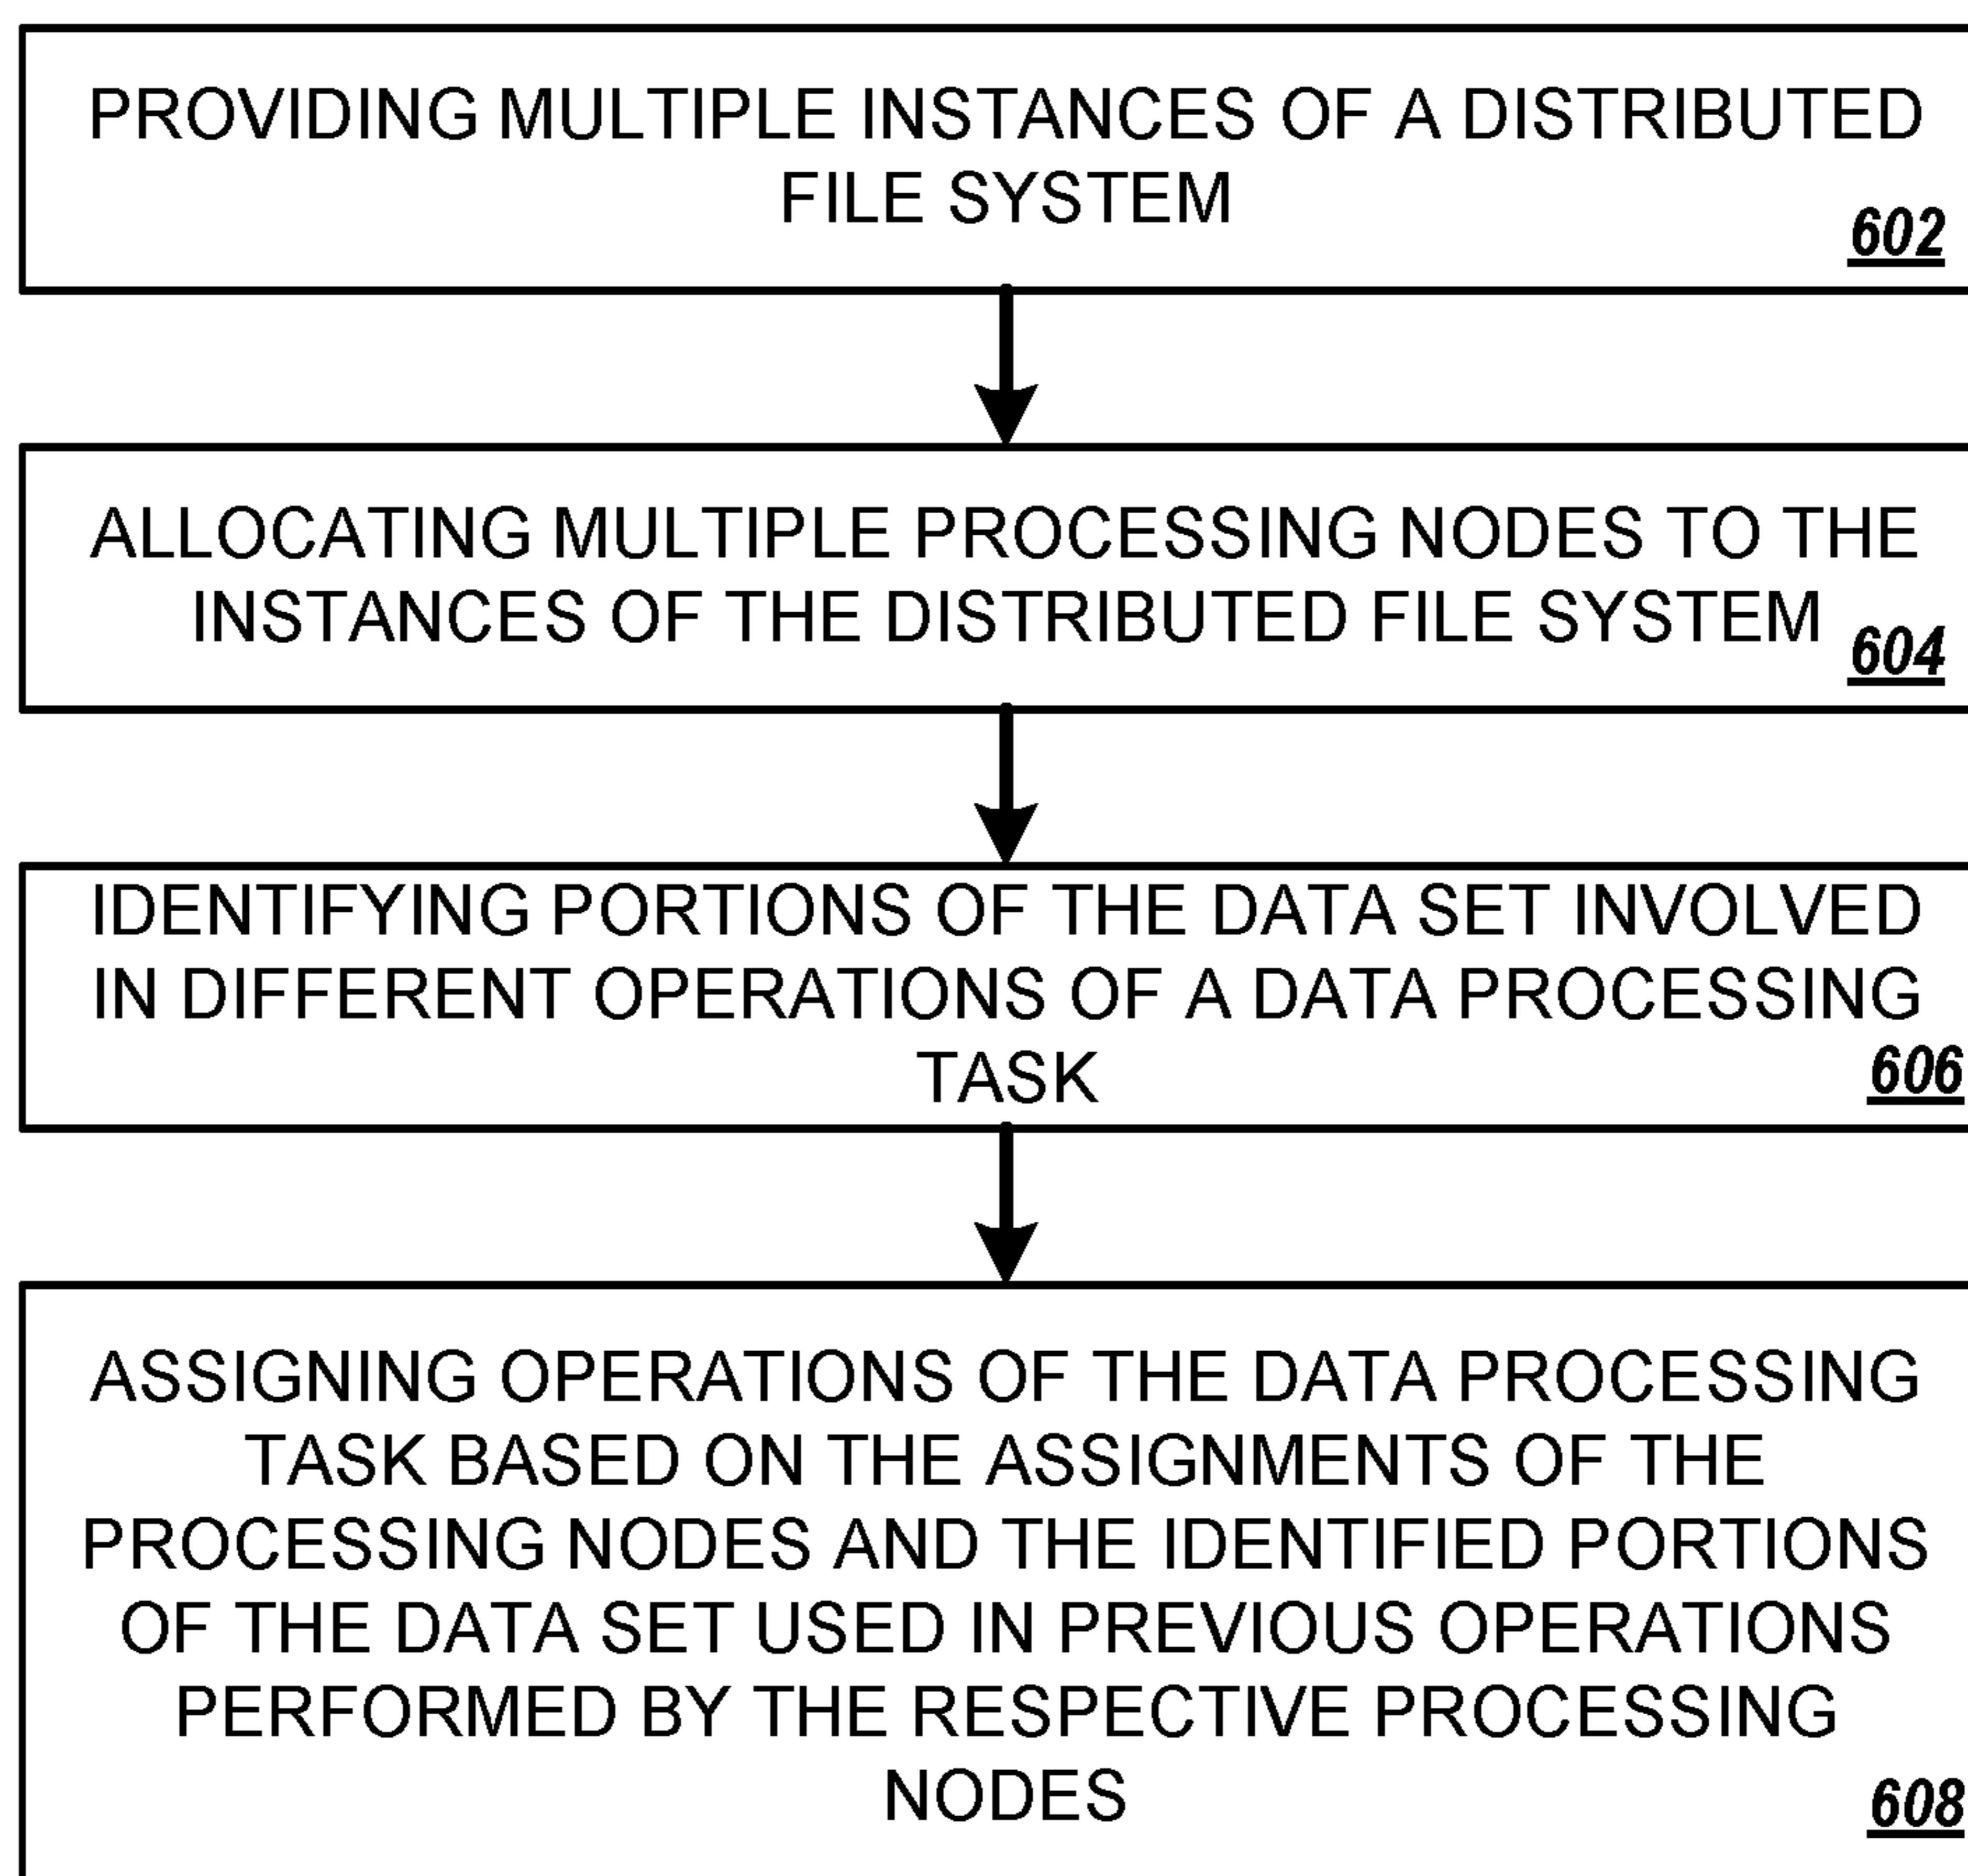 PROVIDING MULTIPLE INSTANCES OF A DISTRIBUTED
FILE SYSTEM
602
ALLOCATING MULTIPLE PROCESSING NODES TO THE
INSTANCES OF THE DISTRIBUTED FILE SYSTEM
604
IDENTIFYING PORTIONS OF THE DATA SET INVOLVED
IN DIFFERENT OPERATIONS OF A DATA PROCESSING
TASK
606
ASSIGNING OPERATIONS OF THE DATA PROCESSING
TASK BASED ON THE ASSIGNMENTS OF THE
PROCESSING NODES AND THE IDENTIFIED PORTIONS
OF THE DATA SET USED IN PREVIOUS OPERATIONS
PERFORMED BY THE RESPECTIVE PROCESSING
NODES
608